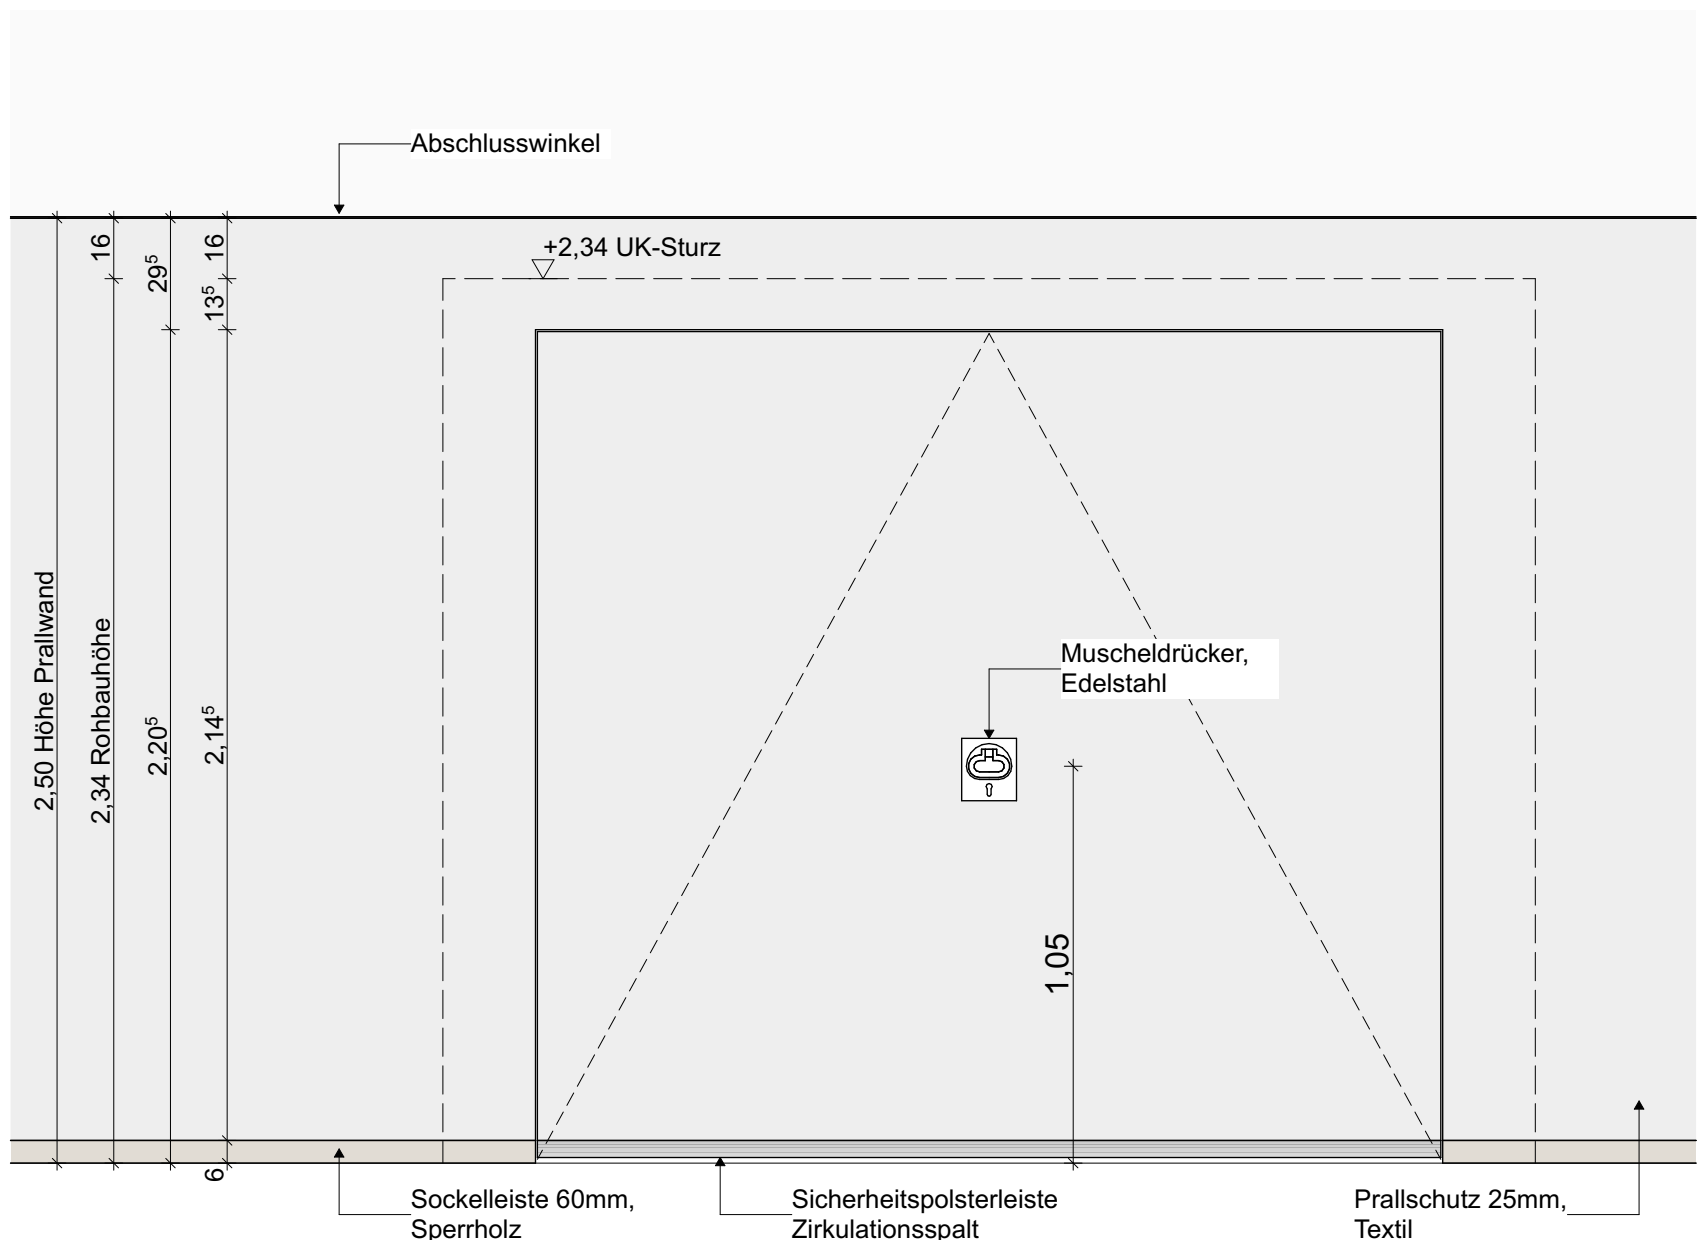 Abschlusswinkel
+2,34 UK-Sturz
16
16
29⁵
13⁵
2,50 Höhe Prallwand
2,34 Rohbauhöhe
2,20⁵
2,14⁵
Muscheldrücker,
Edelstahl
1,05
6
Sockelleiste 60mm,
Sperrholz
Sicherheitspolsterleiste
Zirkulationsspalt
Prallschutz 25mm,
Textil